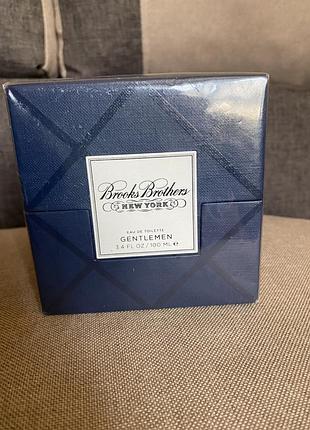 Brooks Brothers
NEW YORK
EAU DE TOILETTE
GENTLEMEN
3.4 FL OZ / 100 ML ℮